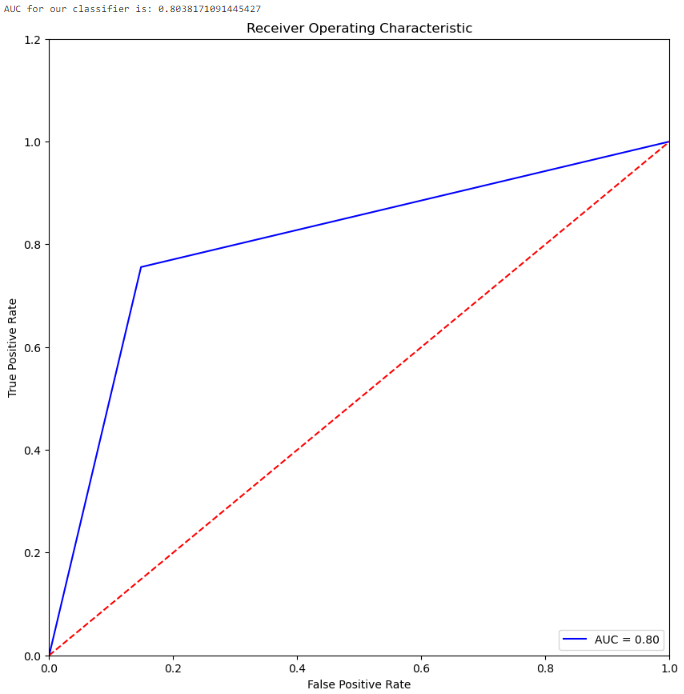 AUC for our classifier is: 0.8038171091445427
Receiver Operating Characteristic
1.2
1.0
0.8
0.6
0.4
0.2
0.0
True Positive Rate
AUC = 0.80
0.0 0.2 0.4 0.6 0.8 1.0
False Positive Rate